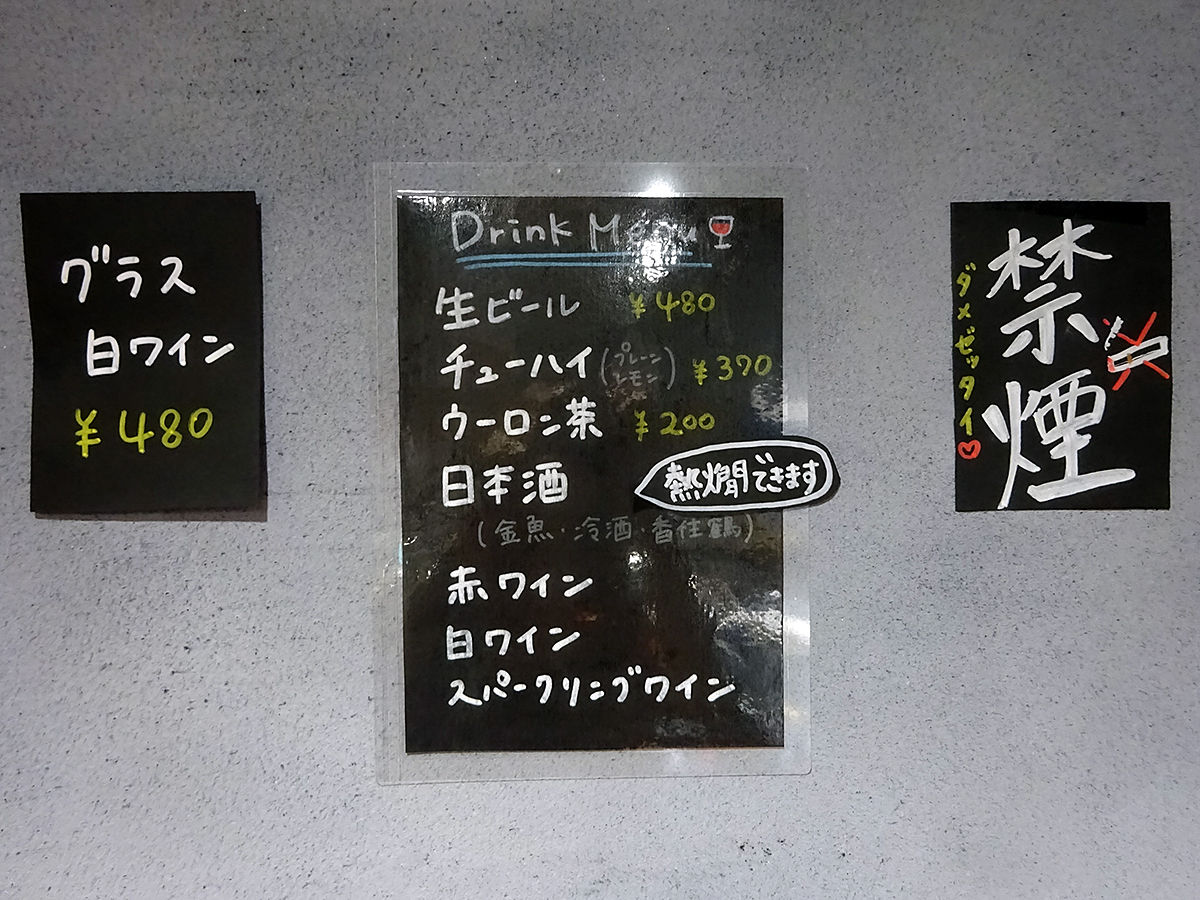 グラス
白ワイン
¥480
Drink Menu
生ビール ¥480
チューハイ(プレーン レモン) ¥370
ウーロン茶 ¥200
日本酒 熱燗できます
(金魚・冷酒・香住鶴)
赤ワイン
白ワイン
スパークリングワイン
禁煙
ダメゼッタイ♡